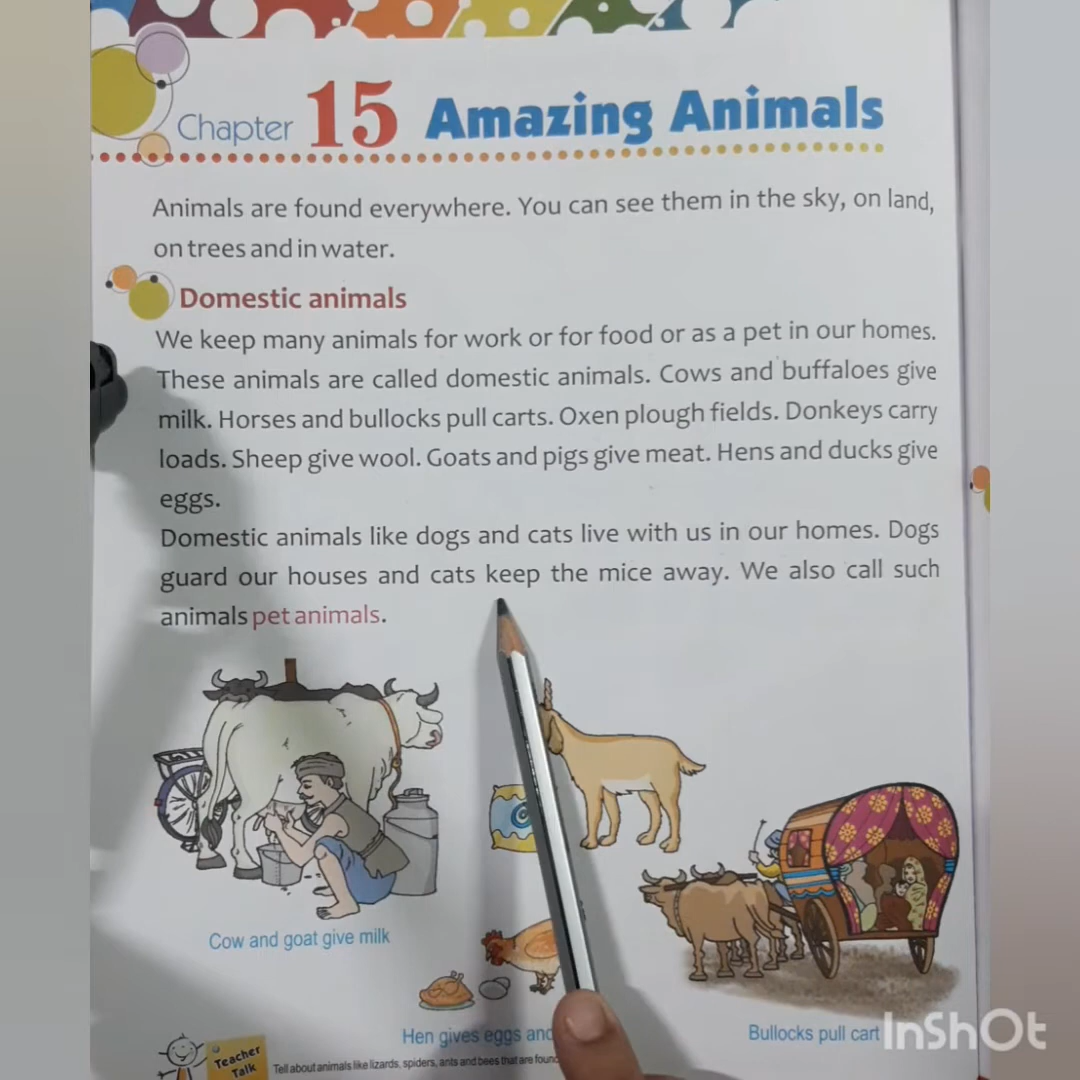 Chapter 15 Amazing Animals
Animals are found everywhere. You can see them in the sky, on land,
on trees and in water.
Domestic animals
We keep many animals for work or for food or as a pet in our homes.
These animals are called domestic animals. Cows and buffaloes give
milk. Horses and bullocks pull carts. Oxen plough fields. Donkeys carry
loads. Sheep give wool. Goats and pigs give meat. Hens and ducks give
eggs.
Domestic animals like dogs and cats live with us in our homes. Dogs
guard our houses and cats keep the mice away. We also call such
animals pet animals.
Cow and goat give milk
Hen gives eggs and
Bullocks pull cart
InShOt
Teacher
Talk
Tell about animals like lizards, spiders, ants and bees that are found